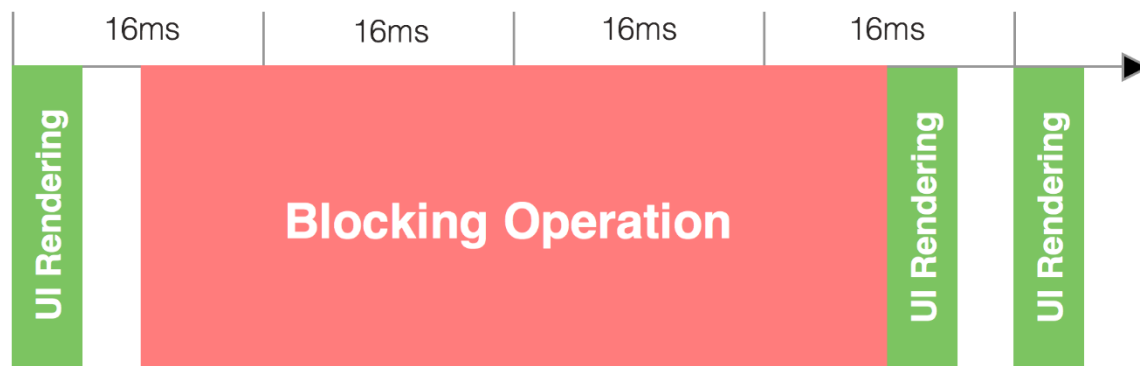 16ms 16ms 16ms 16ms
UI Rendering
Blocking Operation
UI Rendering
UI Rendering